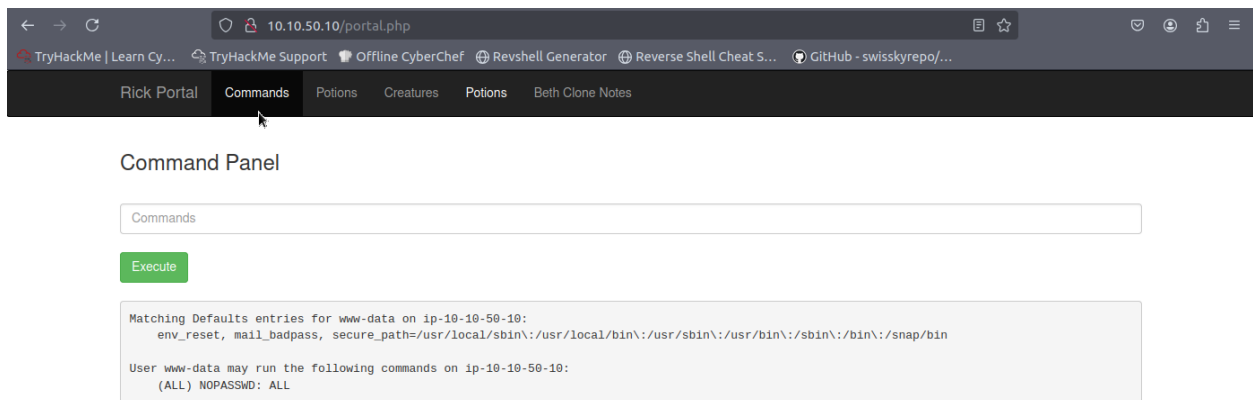 10.10.50.10/portal.php
TryHackMe | Learn Cy... TryHackMe Support Offline CyberChef Revshell Generator Reverse Shell Cheat S... GitHub - swisskyrepo/...
Rick Portal Commands Potions Creatures Potions Beth Clone Notes
Command Panel
Commands
Execute
Matching Defaults entries for www-data on ip-10-10-50-10:
env_reset, mail_badpass, secure_path=/usr/local/sbin\:/usr/local/bin\:/usr/sbin\:/usr/bin\:/sbin\:/bin\:/snap/bin
User www-data may run the following commands on ip-10-10-50-10:
(ALL) NOPASSWD: ALL